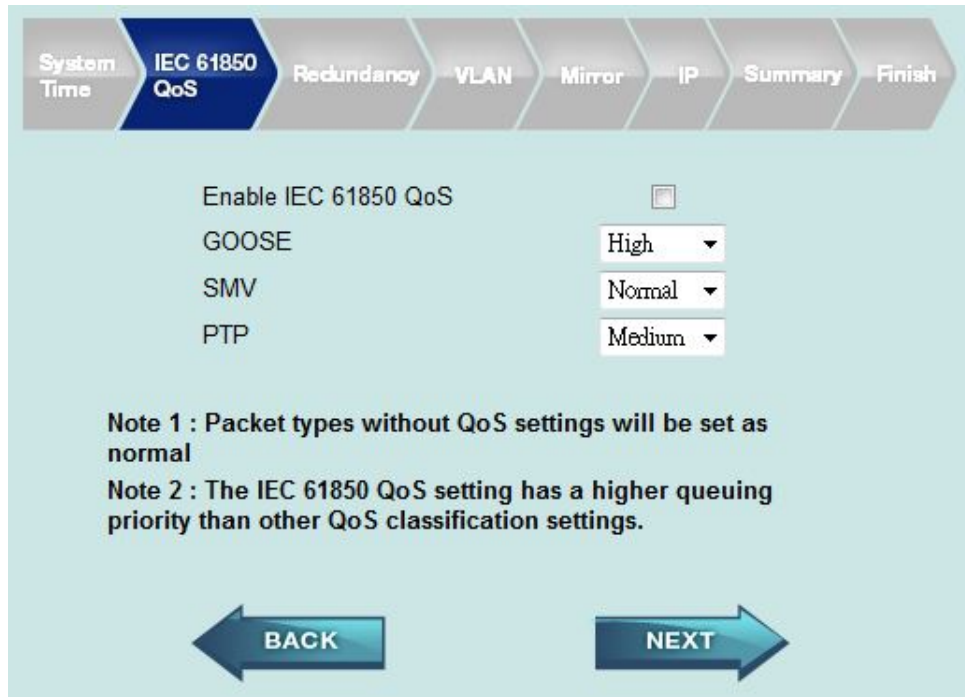 System
Time
IEC 61850
QoS
Redundancy
VLAN
Mirror
IP
Summary
Finish
Enable IEC 61850 QoS
GOOSE
High
SMV
Normal
PTP
Medium
Note 1 : Packet types without QoS settings will be set as
normal
Note 2 : The IEC 61850 QoS setting has a higher queuing
priority than other QoS classification settings.
BACK
NEXT